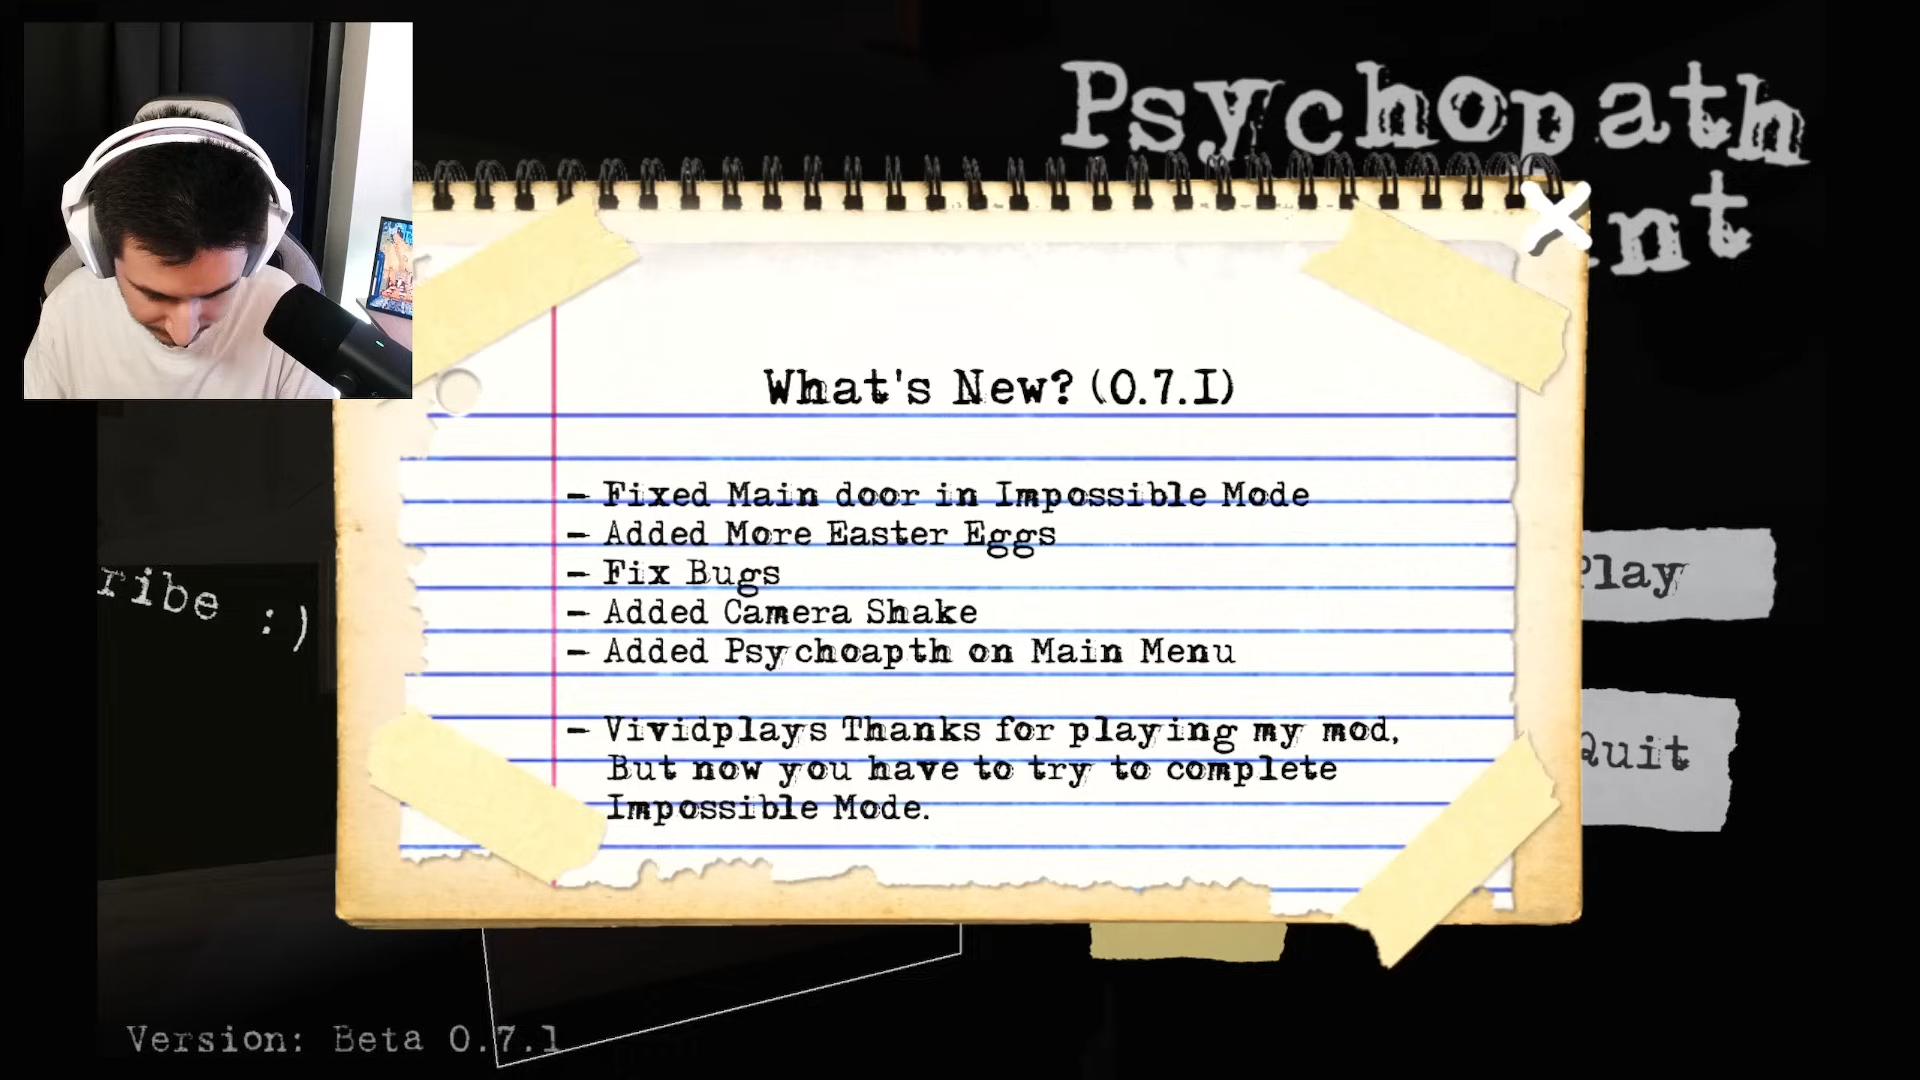 Psychopath
nt
What's New? (0.7.1)
- Fixed Main door in Impossible Mode
- Added More Easter Eggs
- Fix Bugs
- Added Camera Shake
- Added Psychoapth on Main Menu
- Vividplays Thanks for playing my mod,
But now you have to try to complete
Impossible Mode.
ribe :)
Play
Quit
Version: Beta 0.7.1